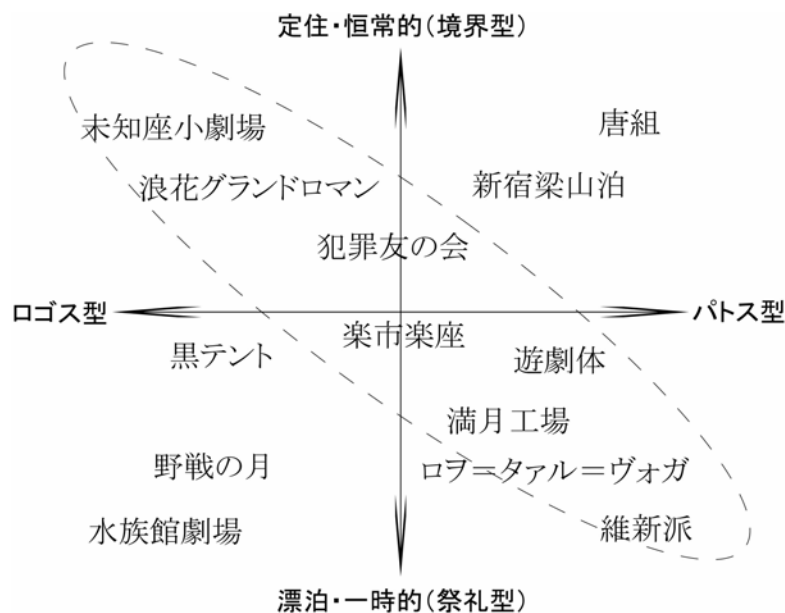 定住・恒常的（境界型）
未知座小劇場
唐組
浪花グランドロマン
新宿梁山泊
犯罪友の会
ロゴス型
パトス型
楽市楽座
黒テント
遊劇体
満月工場
野戦の月
ロヲ＝タァル＝ヴォガ
水族館劇場
維新派
漂泊・一時的（祭礼型）